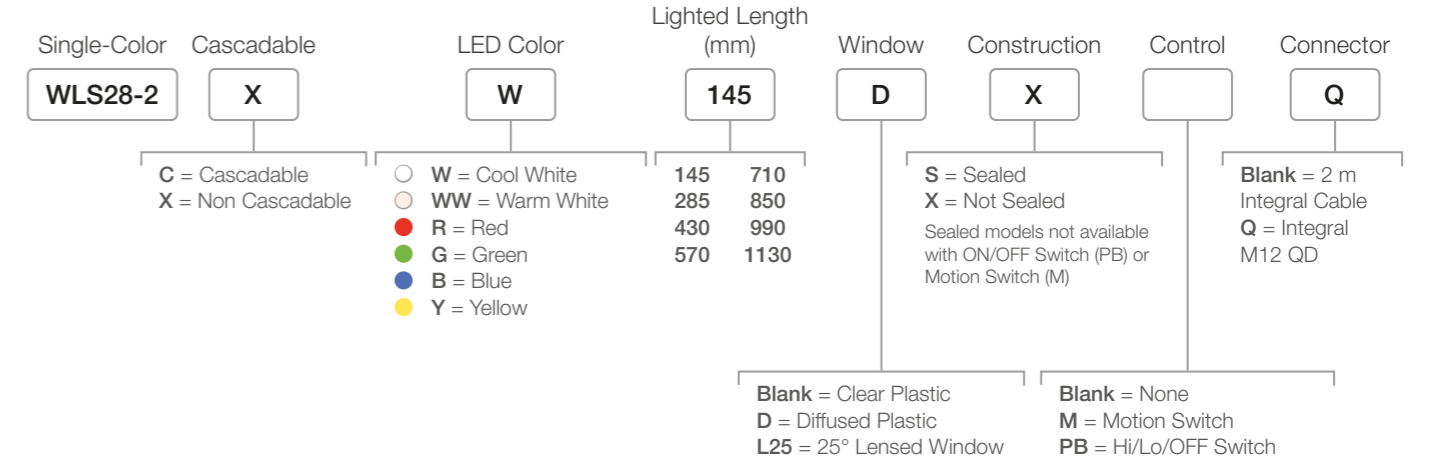 Single-Color Cascadable LED Color Lighted Length (mm) Window Construction Control Connector
WLS28-2 X W 145 D X Q
C = Cascadable
X = Non Cascadable
W = Cool White
WW = Warm White
R = Red
G = Green
B = Blue
Y = Yellow
145 710
285 850
430 990
570 1130
S = Sealed
X = Not Sealed
Sealed models not available
with ON/OFF Switch (PB) or
Motion Switch (M)
Blank = 2 m
Integral Cable
Q = Integral
M12 QD
Blank = Clear Plastic
D = Diffused Plastic
L25 = 25° Lensed Window
Blank = None
M = Motion Switch
PB = Hi/Lo/OFF Switch